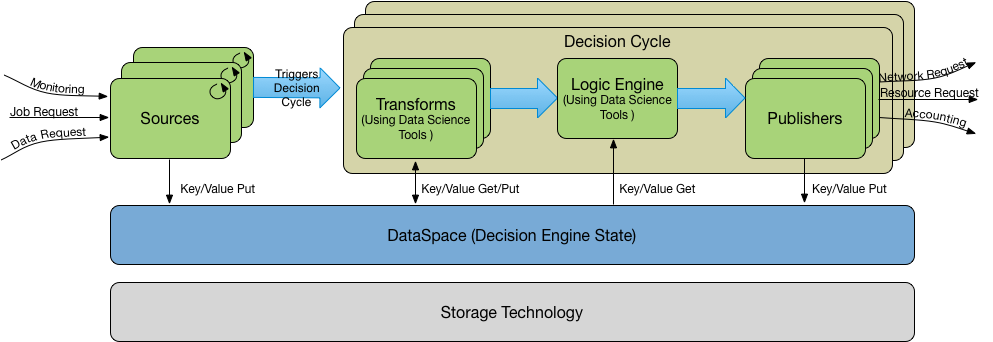 Decision Cycle
Monitoring
Job Request
Data Request
Sources
Triggers
Decision
Cycle
Transforms
(Using Data Science
Tools )
Logic Engine
(Using Data Science
Tools )
Publishers
Network Request
Resource Request
Accounting
Key/Value Put
Key/Value Get/Put
Key/Value Get
Key/Value Put
DataSpace (Decision Engine State)
Storage Technology